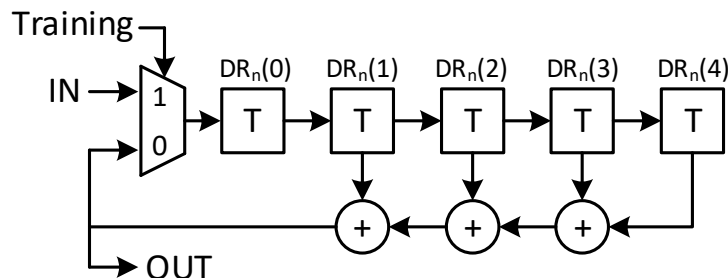 Training
DRn(0) DRn(1) DRn(2) DRn(3) DRn(4)
IN 1 T T T T T
0
+ + +
OUT